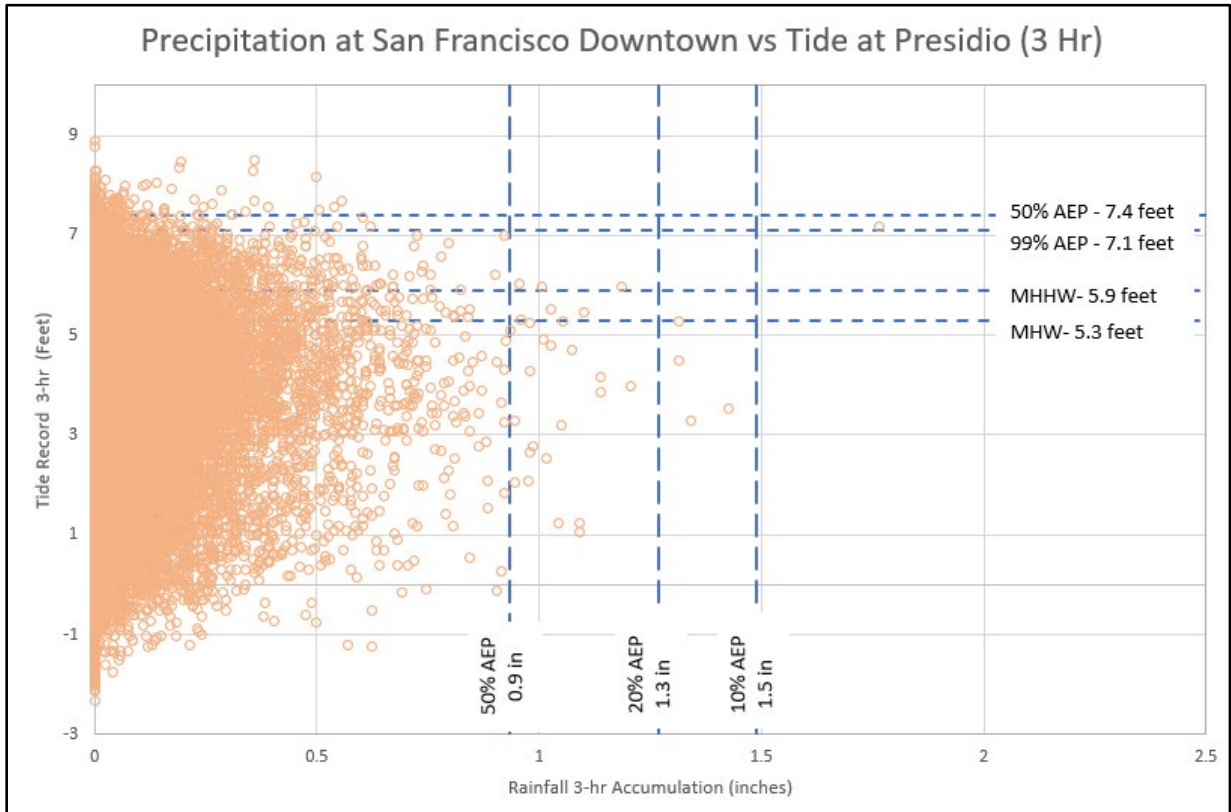 Precipitation at San Francisco Downtown vs Tide at Presidio (3 Hr)
9
7
5
3
1
-1
-3
Tide Record 3-hr (Feet)
50% AEP - 7.4 feet
99% AEP - 7.1 feet
MHHW- 5.9 feet
MHW- 5.3 feet
50% AEP
0.9 in
20% AEP
1.3 in
10% AEP
1.5 in
0 0.5 1 1.5 2 2.5
Rainfall 3-hr Accumulation (inches)